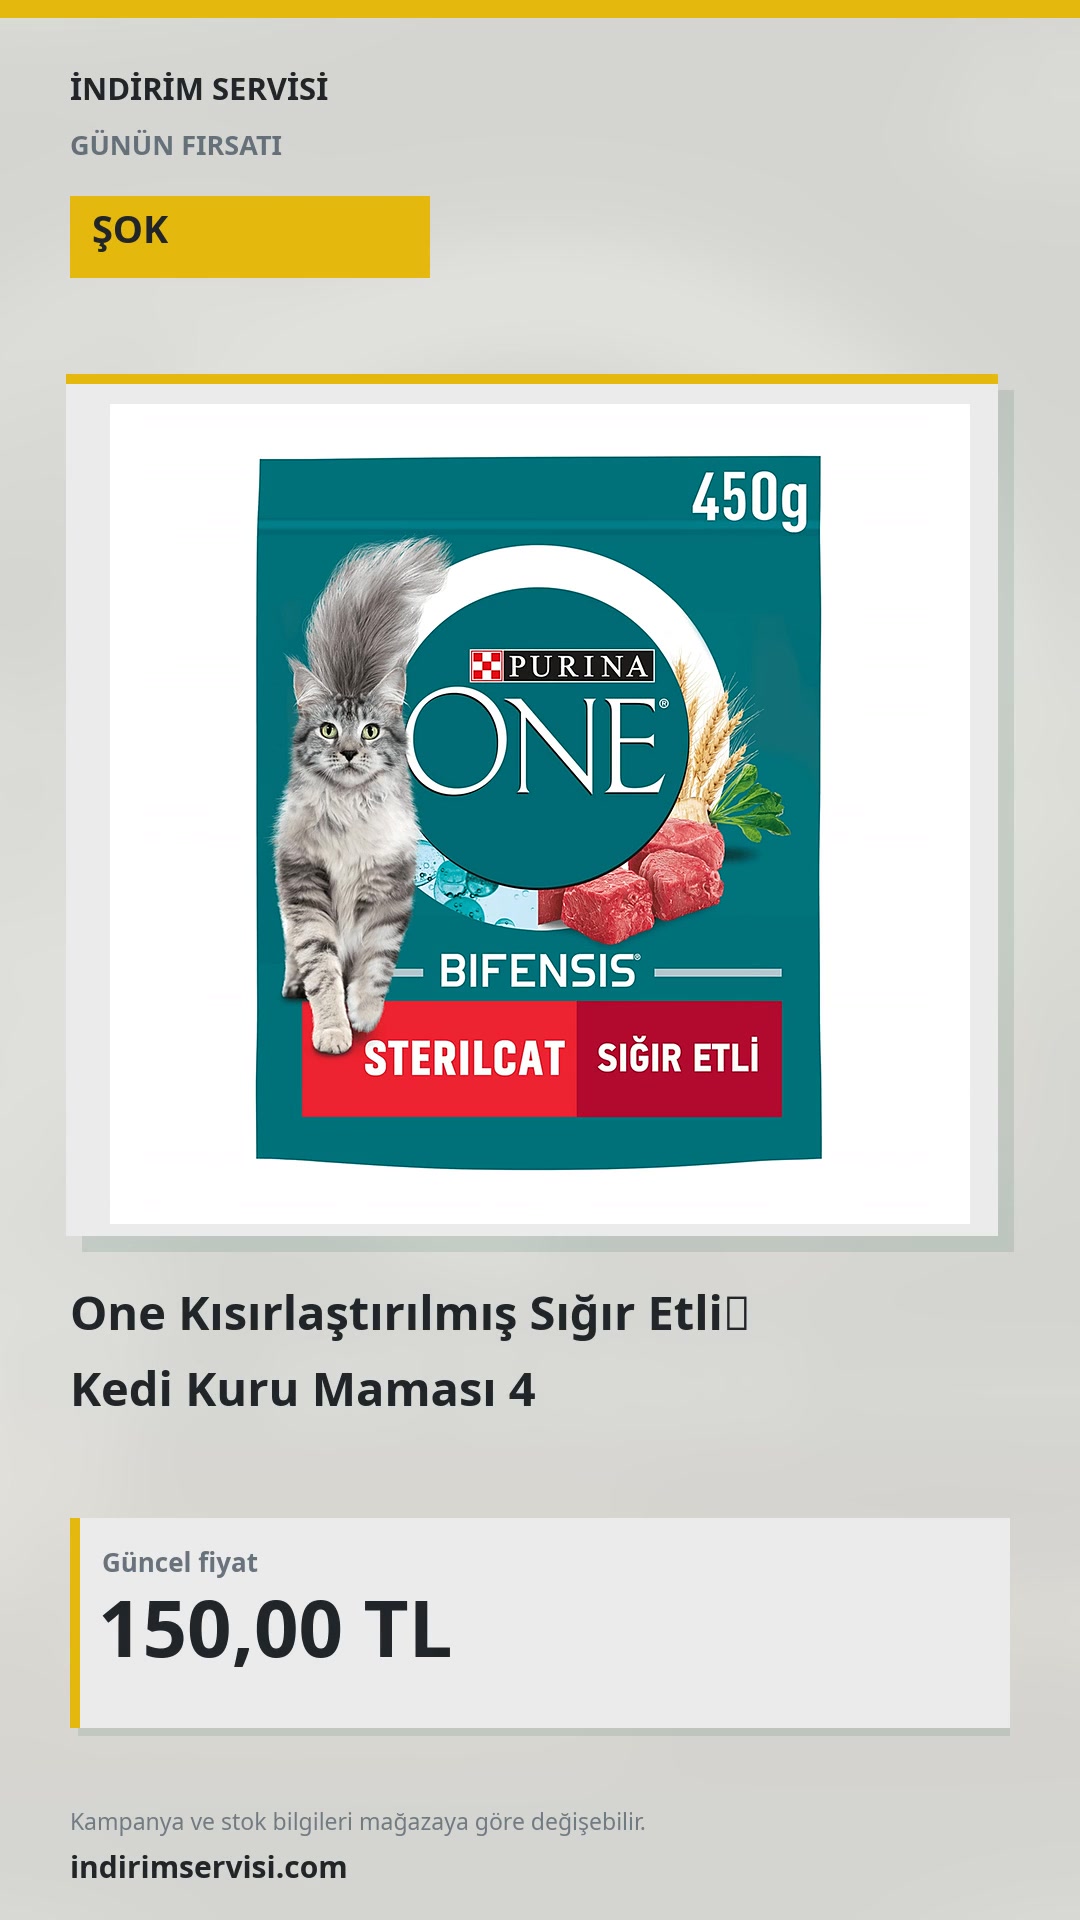 İNDİRİM SERVİSİ
GÜNÜN FIRSATI
ŞOK
450g
PURINA
ONE®
BIFENSIS®
STERILCAT SIĞIR ETLİ
One Kısırlaştırılmış Sığır Etli
Kedi Kuru Maması 4
Güncel fiyat
150,00 TL
Kampanya ve stok bilgileri mağazaya göre değişebilir.
indirimservisi.com